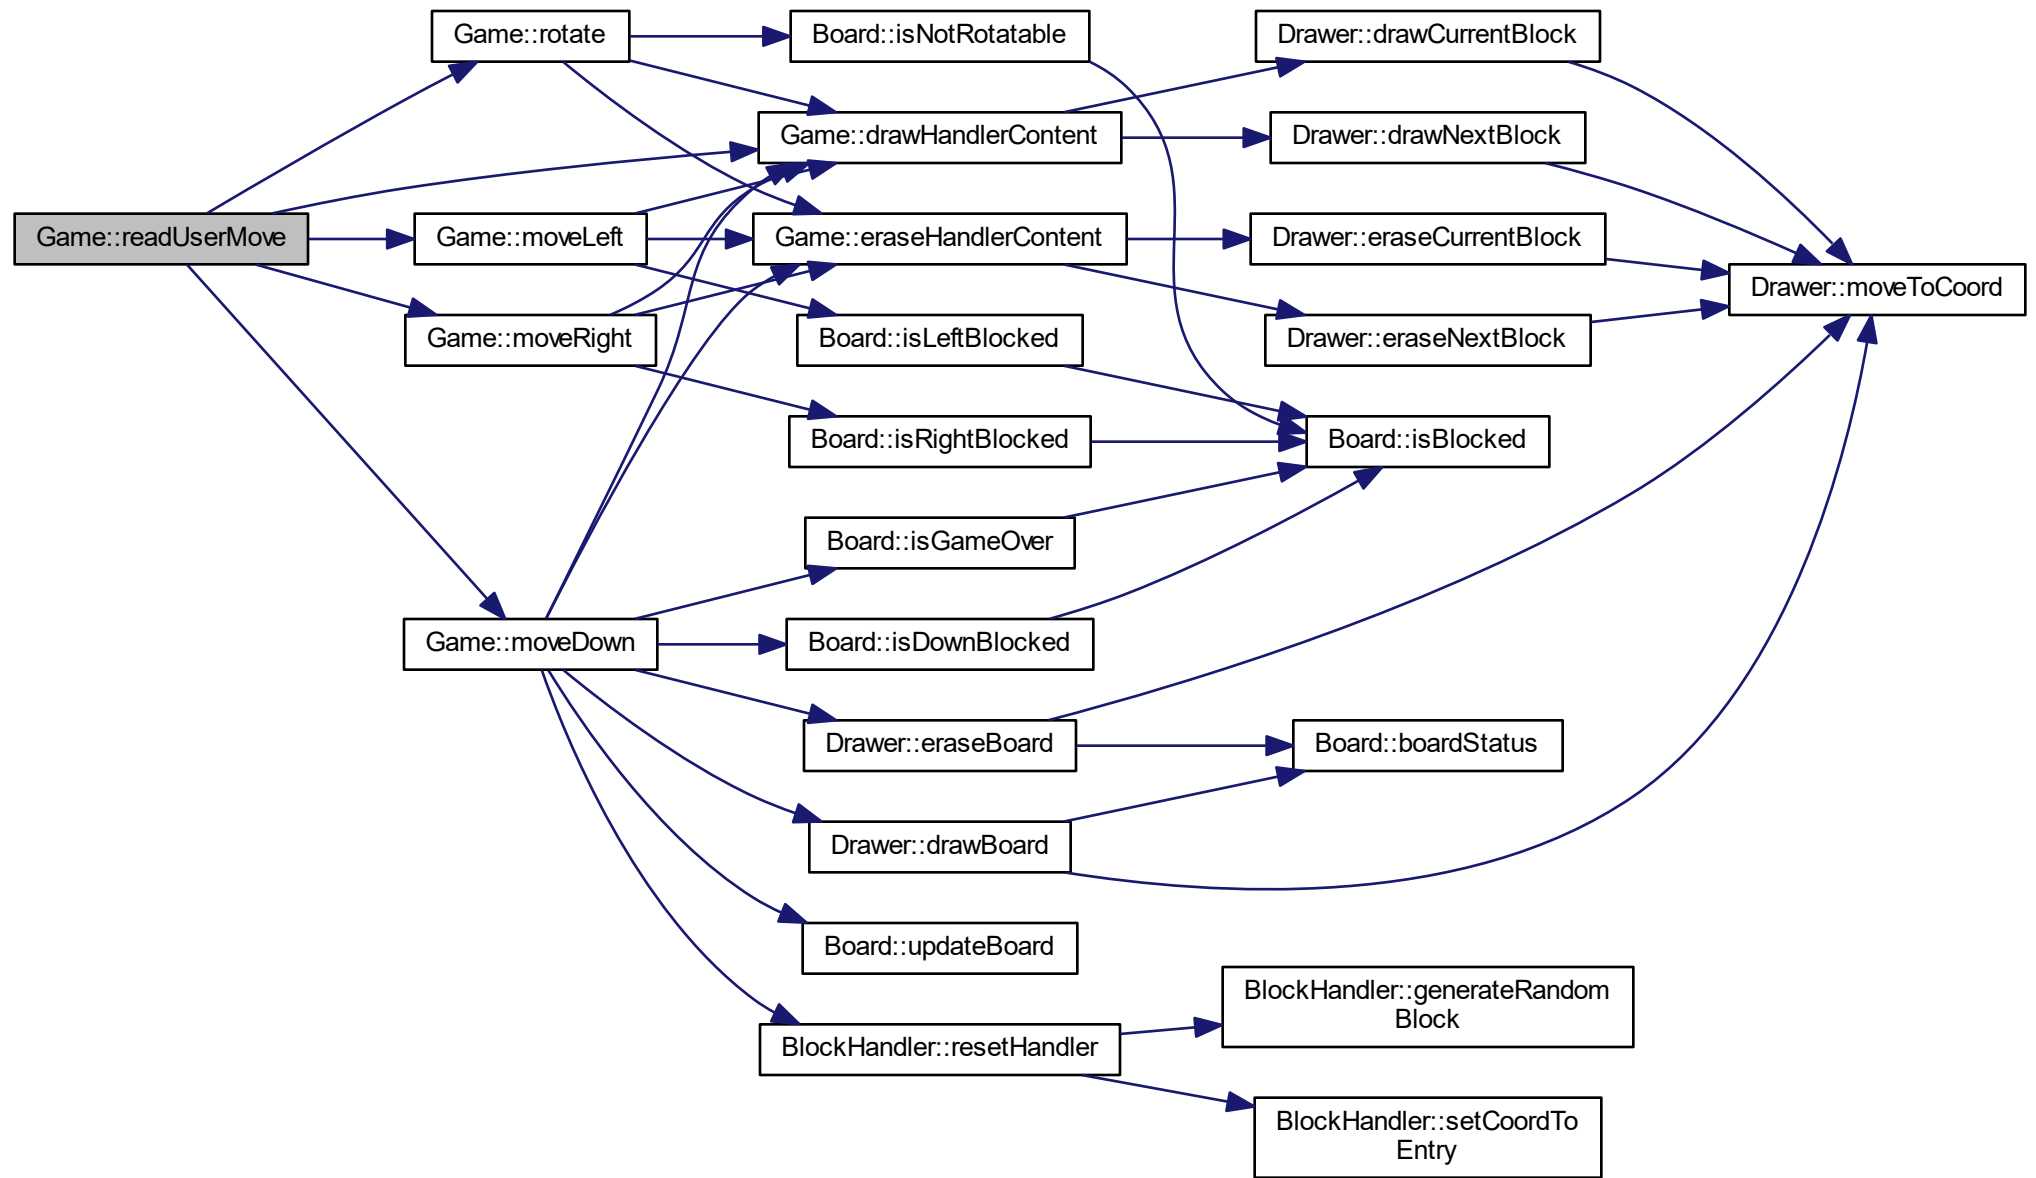 Game::rotate
Board::isNotRotatable
Drawer::drawCurrentBlock
Game::drawHandlerContent
Drawer::drawNextBlock
Game::readUserMove
Game::moveLeft
Game::eraseHandlerContent
Drawer::eraseCurrentBlock
Drawer::moveToCoord
Game::moveRight
Board::isLeftBlocked
Drawer::eraseNextBlock
Board::isRightBlocked
Board::isBlocked
Board::isGameOver
Game::moveDown
Board::isDownBlocked
Drawer::eraseBoard
Board::boardStatus
Drawer::drawBoard
Board::updateBoard
BlockHandler::generateRandom
Block
BlockHandler::resetHandler
BlockHandler::setCoordTo
Entry